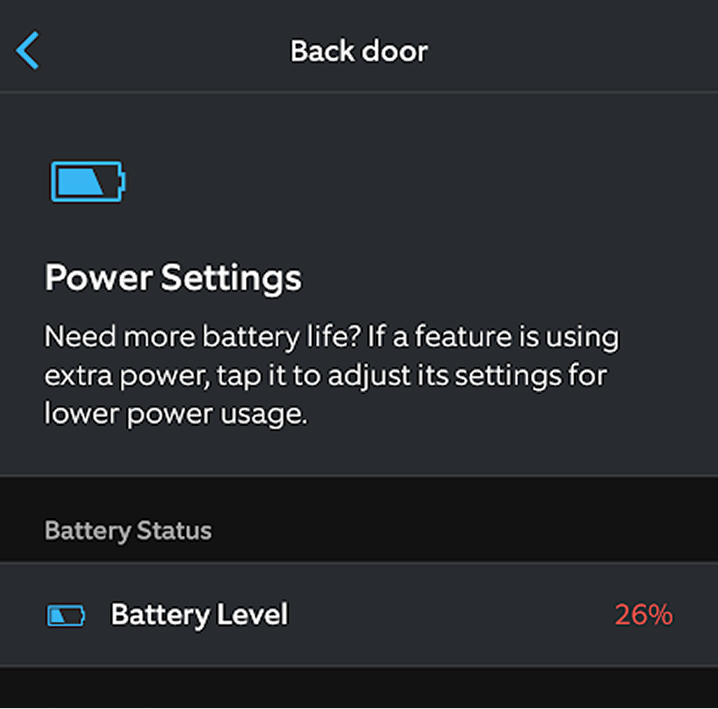 Back door
Power Settings
Need more battery life? If a feature is using
extra power, tap it to adjust its settings for
lower power usage.
Battery Status
Battery Level 26%